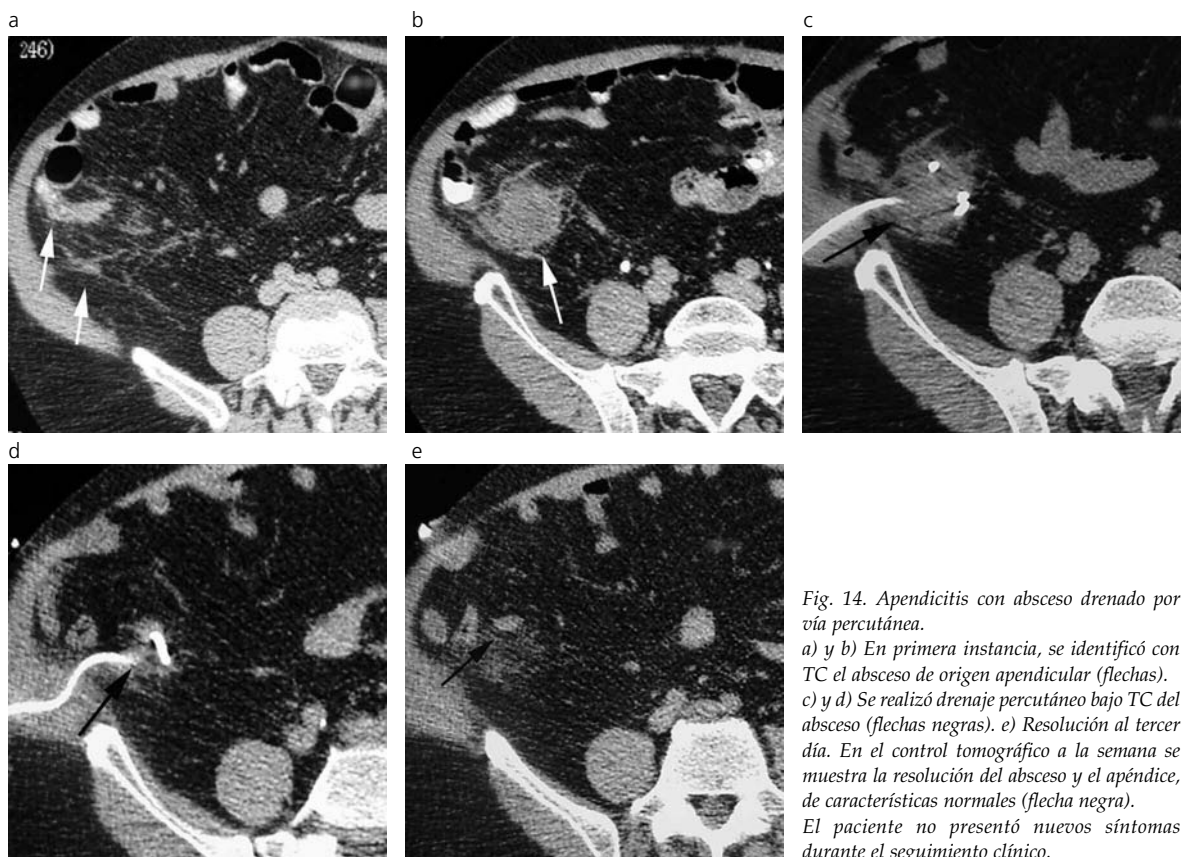 a
b
c
246)
d
e
Fig. 14. Apendicitis con absceso drenado por
vía percutánea.
a) y b) En primera instancia, se identificó con
TC el absceso de origen apendicular (flechas).
c) y d) Se realizó drenaje percutáneo bajo TC del
absceso (flechas negras). e) Resolución al tercer
día. En el control tomográfico a la semana se
muestra la resolución del absceso y el apéndice,
de características normales (flecha negra).
El paciente no presentó nuevos síntomas
durante el seguimiento clínico.